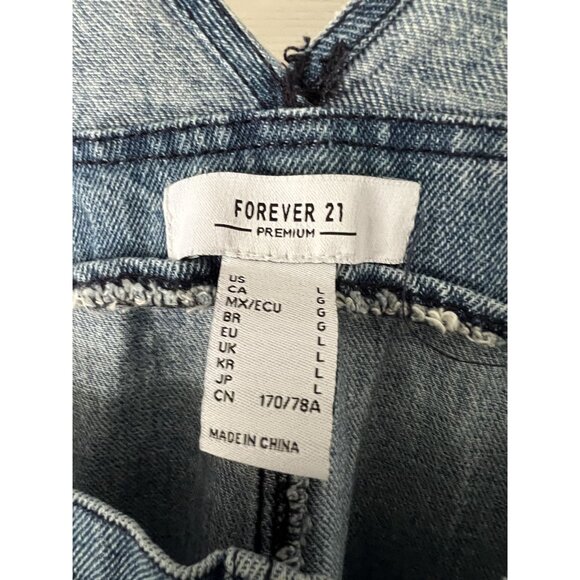 FOREVER 21
PREMIUM
US L
CA G
MX/ECU G
BR G
EU L
UK L
KR L
JP L
CN 170/78A
MADE IN CHINA